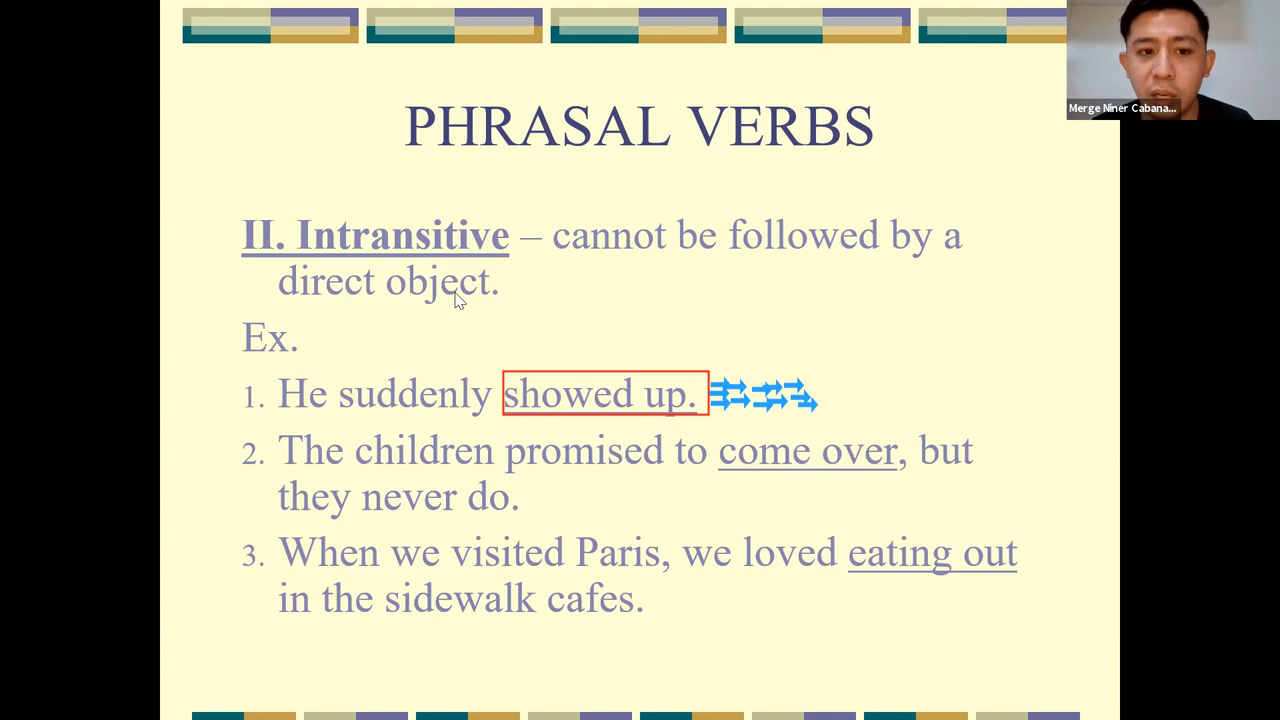 Merge Niner Cabana...
PHRASAL VERBS
II. Intransitive – cannot be followed by a
direct object.
Ex.
1. He suddenly showed up.
2. The children promised to come over, but
they never do.
3. When we visited Paris, we loved eating out
in the sidewalk cafes.